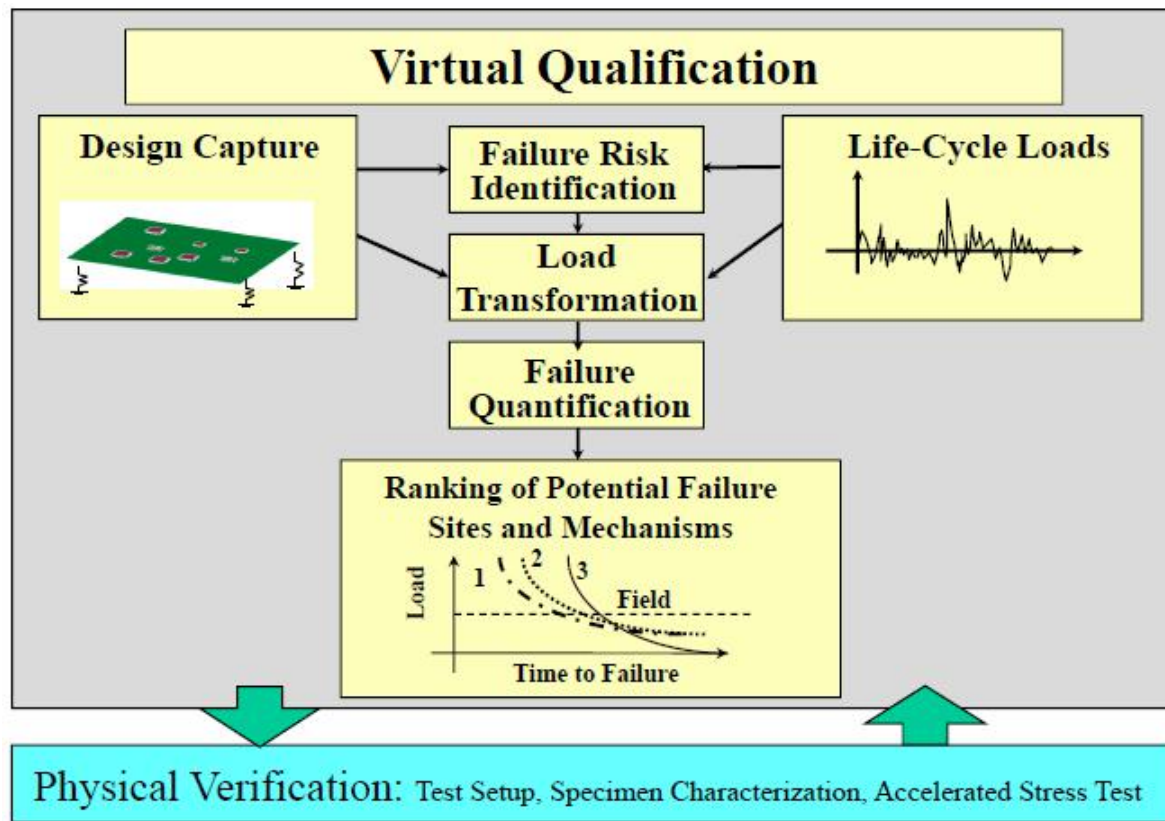 Virtual Qualification
Design Capture
Failure Risk
Identification
Life-Cycle Loads
Load
Transformation
Failure
Quantification
Ranking of Potential Failure
Sites and Mechanisms
1
2
3
Field
Load
Time to Failure
Physical Verification: Test Setup, Specimen Characterization, Accelerated Stress Test